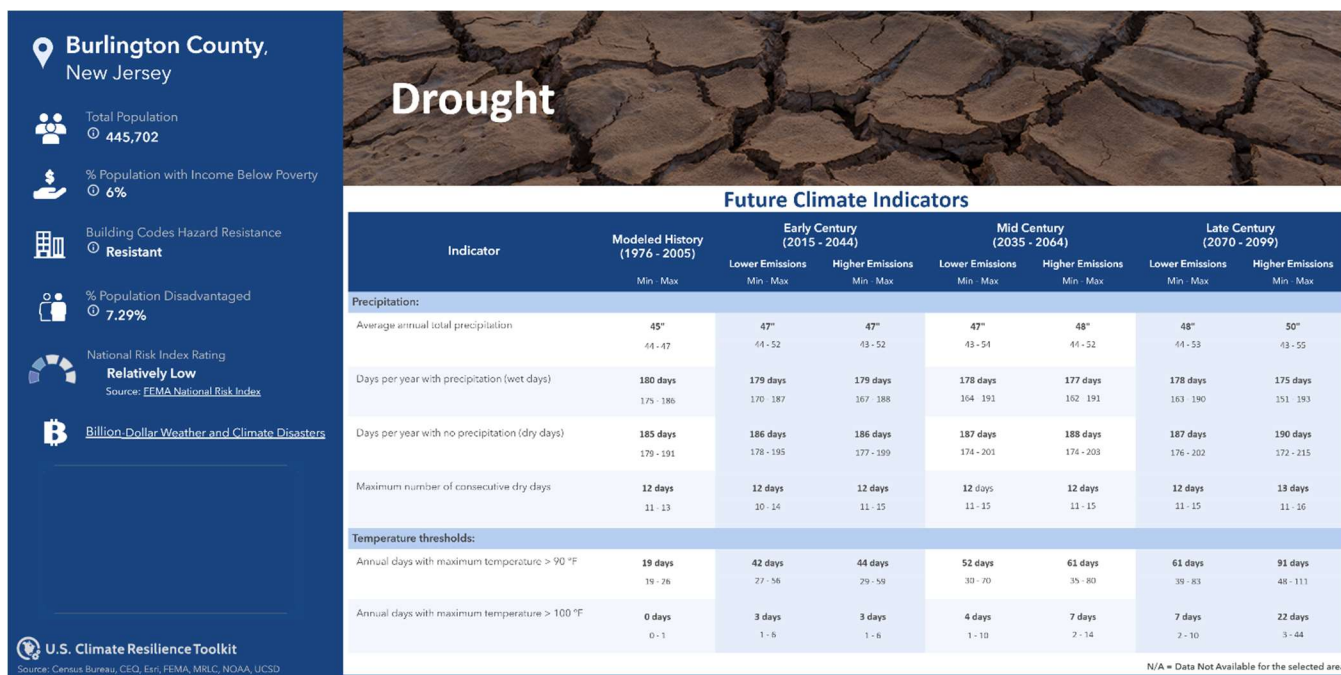 Burlington County,
New Jersey
Total Population
445,702
% Population with Income Below Poverty
6%
Building Codes Hazard Resistance
Resistant
% Population Disadvantaged
7.29%
National Risk Index Rating
Relatively Low
Source: FEMA National Risk Index
Billion-Dollar Weather and Climate Disasters
U.S. Climate Resilience Toolkit
Source: Census Bureau, CEQ, Esri, FEMA, MRLC, NOAA, UCSD
Drought
Future Climate Indicators
Indicator
Modeled History
(1976 - 2005)
Early Century
(2015 - 2044)
Mid Century
(2035 - 2064)
Late Century
(2070 - 2099)
Lower Emissions Higher Emissions Lower Emissions Higher Emissions Lower Emissions Higher Emissions
Min - Max Min - Max Min - Max Min - Max Min - Max Min - Max Min - Max
Precipitation:
Average annual total precipitation 45" 47" 47" 47" 48" 48" 50"
44 - 47 44 - 52 43 - 52 43 - 54 44 - 52 44 - 53 43 - 55
Days per year with precipitation (wet days) 180 days 179 days 179 days 178 days 177 days 178 days 175 days
175 - 186 170 - 187 167 - 188 164 - 191 162 - 191 163 - 190 151 - 193
Days per year with no precipitation (dry days) 185 days 186 days 186 days 187 days 188 days 187 days 190 days
179 - 191 178 - 195 177 - 199 174 - 201 174 - 203 176 - 202 172 - 215
Maximum number of consecutive dry days 12 days 12 days 12 days 12 days 12 days 12 days 13 days
11 - 13 10 - 14 11 - 15 11 - 15 11 - 15 11 - 15 11 - 16
Temperature thresholds:
Annual days with maximum temperature > 90 °F 19 days 42 days 44 days 52 days 61 days 61 days 91 days
19 - 26 27 - 56 29 - 59 30 - 70 35 - 80 39 - 83 48 - 111
Annual days with maximum temperature > 100 °F 0 days 3 days 3 days 4 days 7 days 7 days 22 days
0 - 1 1 - 6 1 - 6 1 - 10 2 - 14 2 - 10 3 - 44
N/A = Data Not Available for the selected area